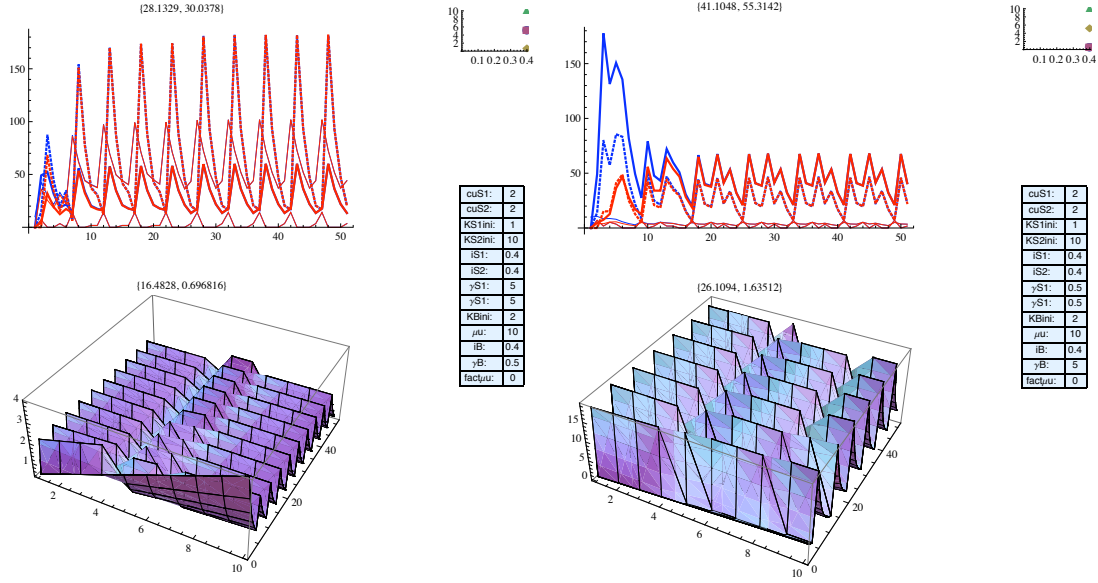 {28.1329, 30.0378}
150
100
50
10 20 30 40 50
10
8
6
4
2
0.1 0.2 0.3 0.4
cuS1: 2
cuS2: 2
KS1ini: 1
KS2ini: 10
iS1: 0.4
iS2: 0.4
γS1: 5
γS1: 5
KBini: 2
μu: 10
iB: 0.4
γB: 0.5
factμu: 0
{16.4828, 0.696816}
4
3
2
1
2 4 6 8 10
0 20 40
{41.1048, 55.3142}
150
100
50
10 20 30 40 50
10
8
6
4
2
0.1 0.2 0.3 0.4
cuS1: 2
cuS2: 2
KS1ini: 1
KS2ini: 10
iS1: 0.4
iS2: 0.4
γS1: 0.5
γS1: 0.5
KBini: 2
μu: 10
iB: 0.4
γB: 5
factμu: 0
{26.1094, 1.63512}
15
10
5
0
2 4 6 8 10
0 20 40